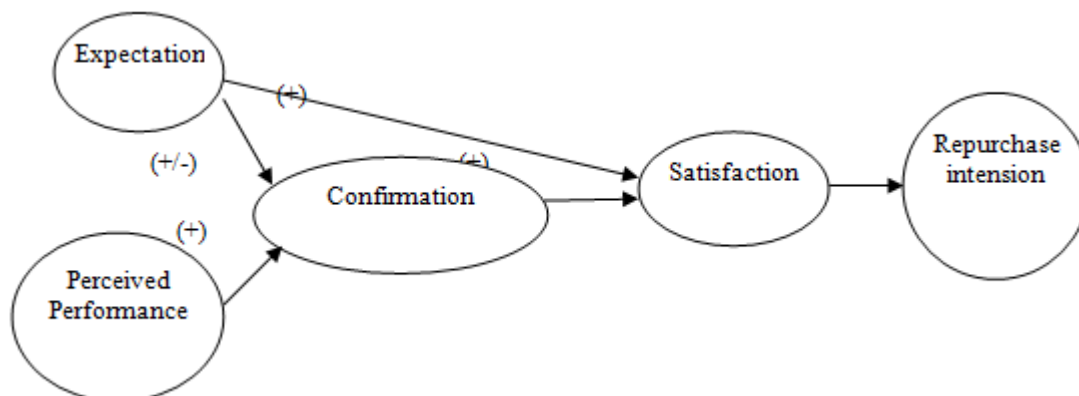 Expectation
(+)
(+/-)
(+)
Confirmation
Satisfaction
Repurchase
intension
(+)
Perceived
Performance